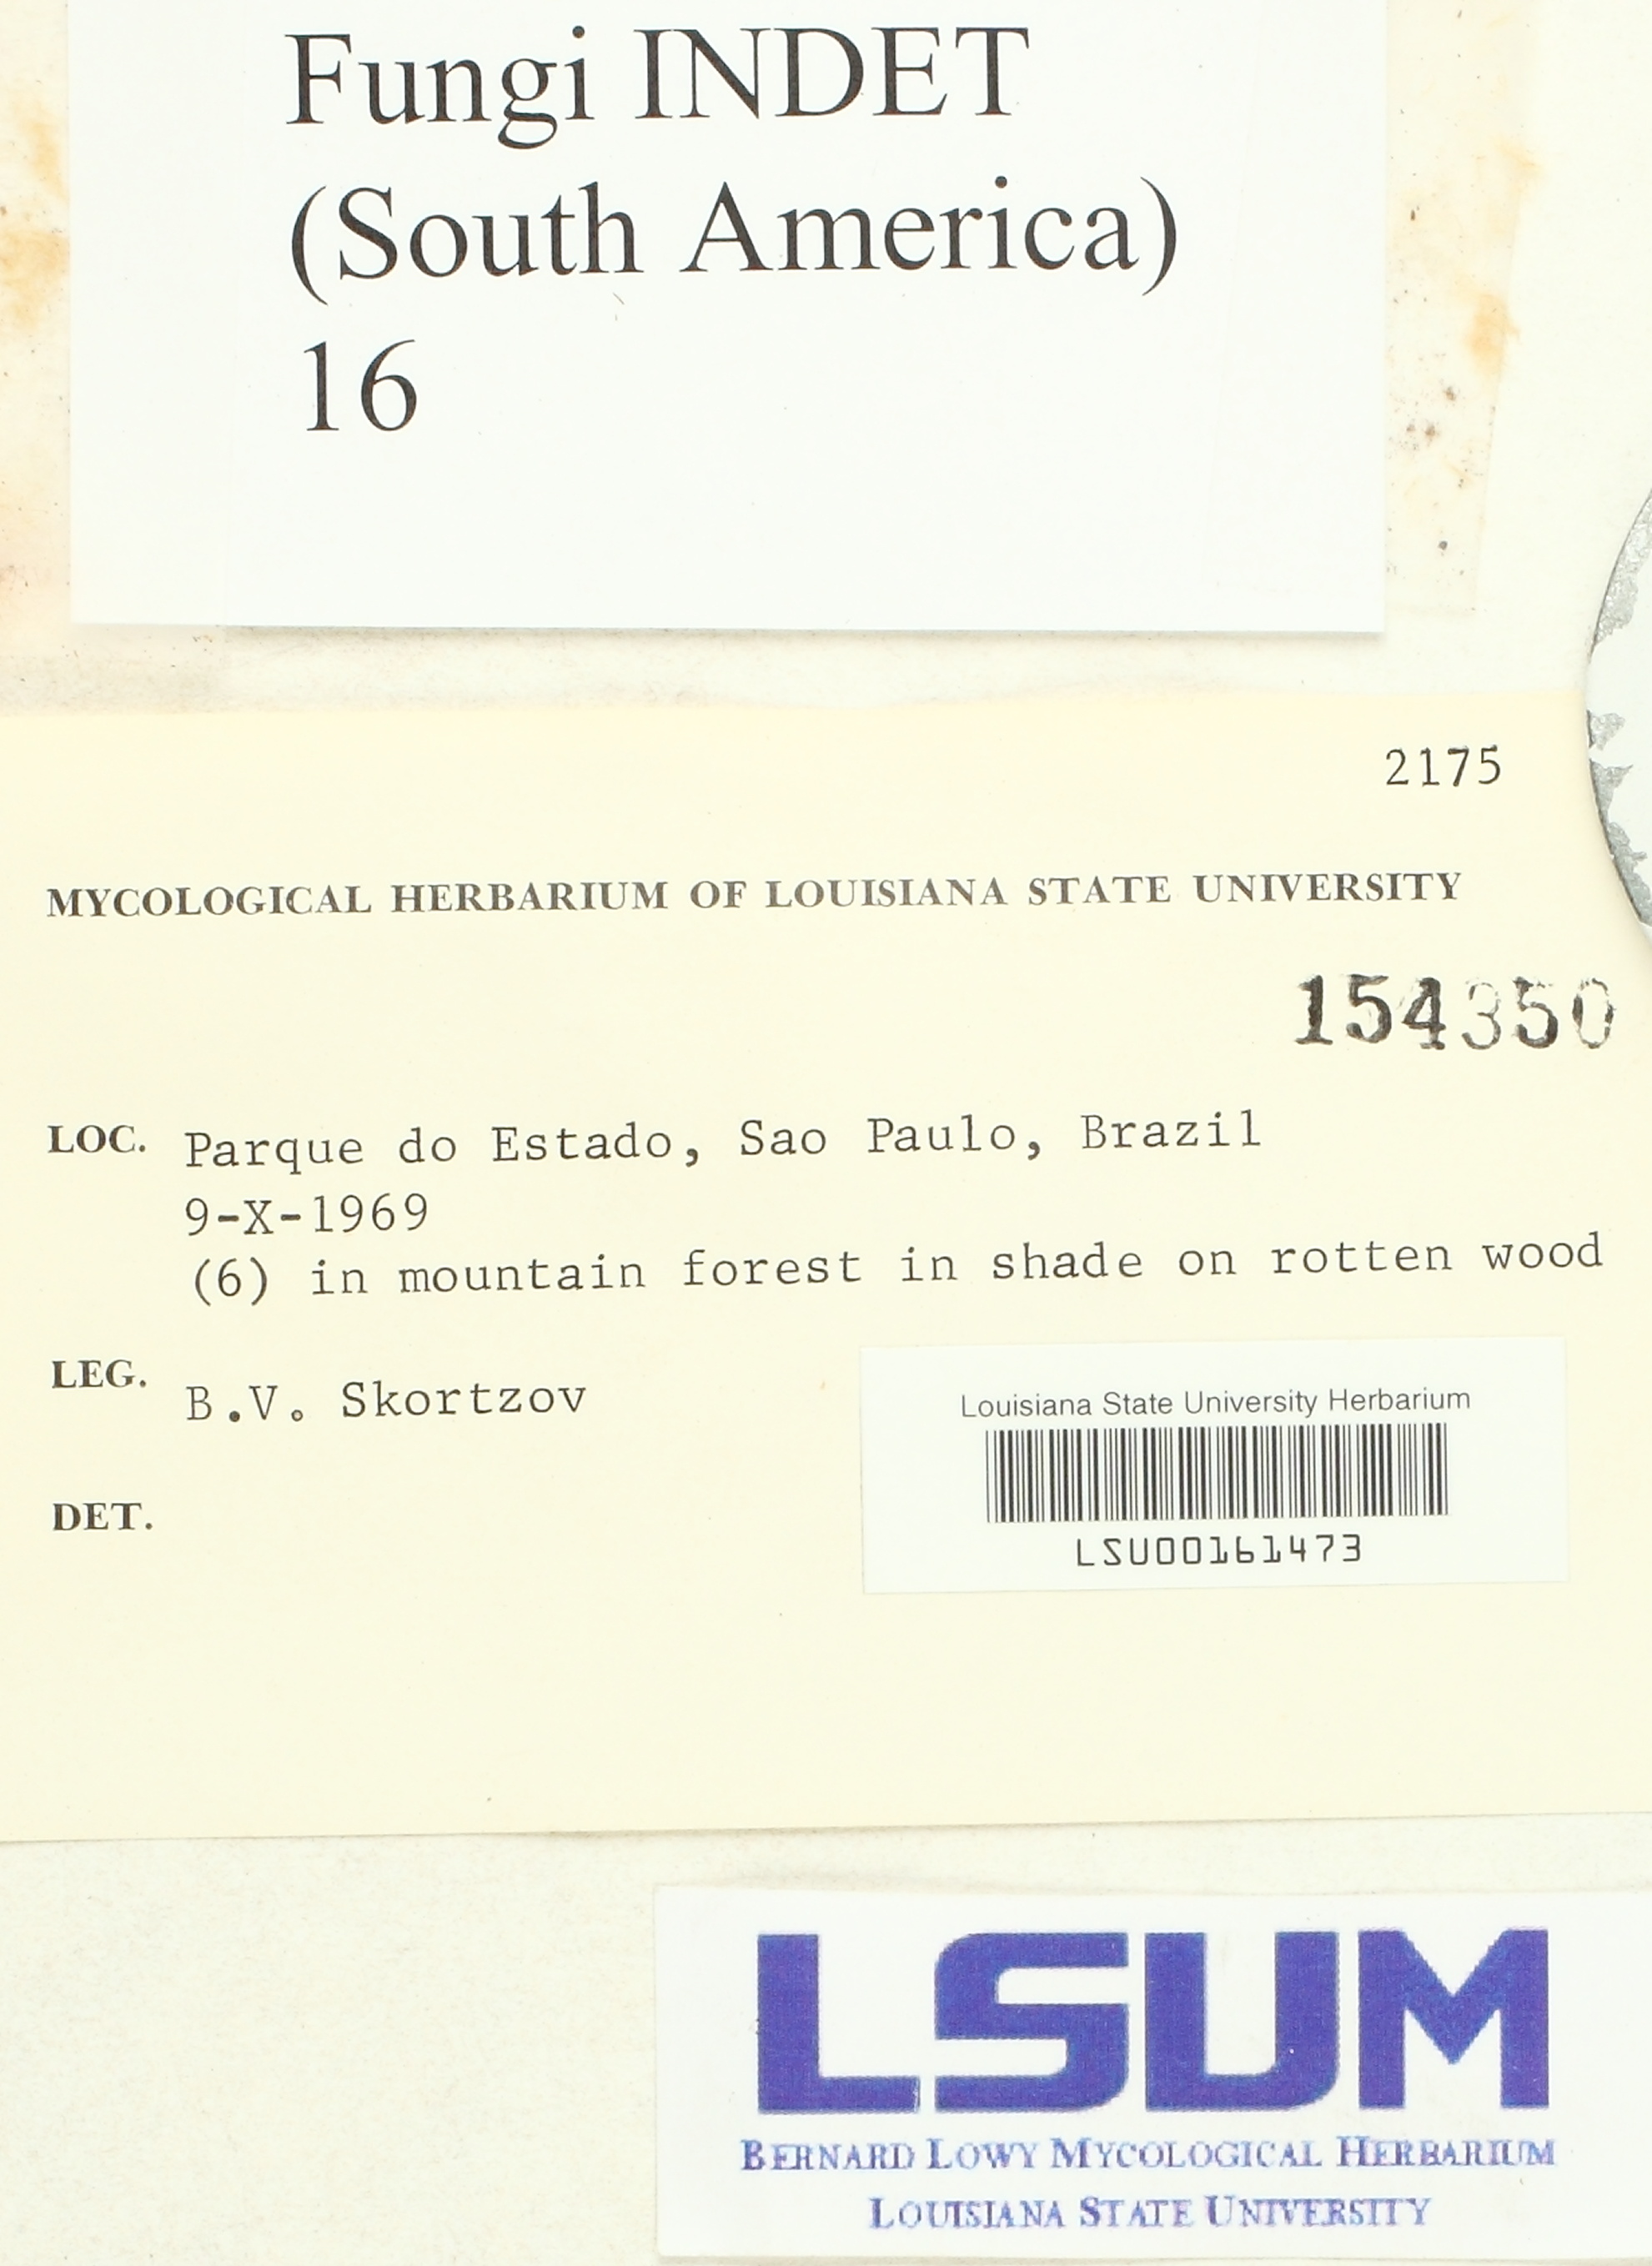 Fungi INDET
(South America)
16
2175
MYCOLOGICAL HERBARIUM OF LOUISIANA STATE UNIVERSITY
154350
LOC. Parque do Estado, Sao Paulo, Brazil
9-X-1969
(6) in mountain forest in shade on rotten wood
LEG. B.V. Skortzov
Louisiana State University Herbarium
LSU00161473
DET.
LSUM
BERNARD LOWY MYCOLOGICAL HERBARIUM
LOUISIANA STATE UNIVERSITY